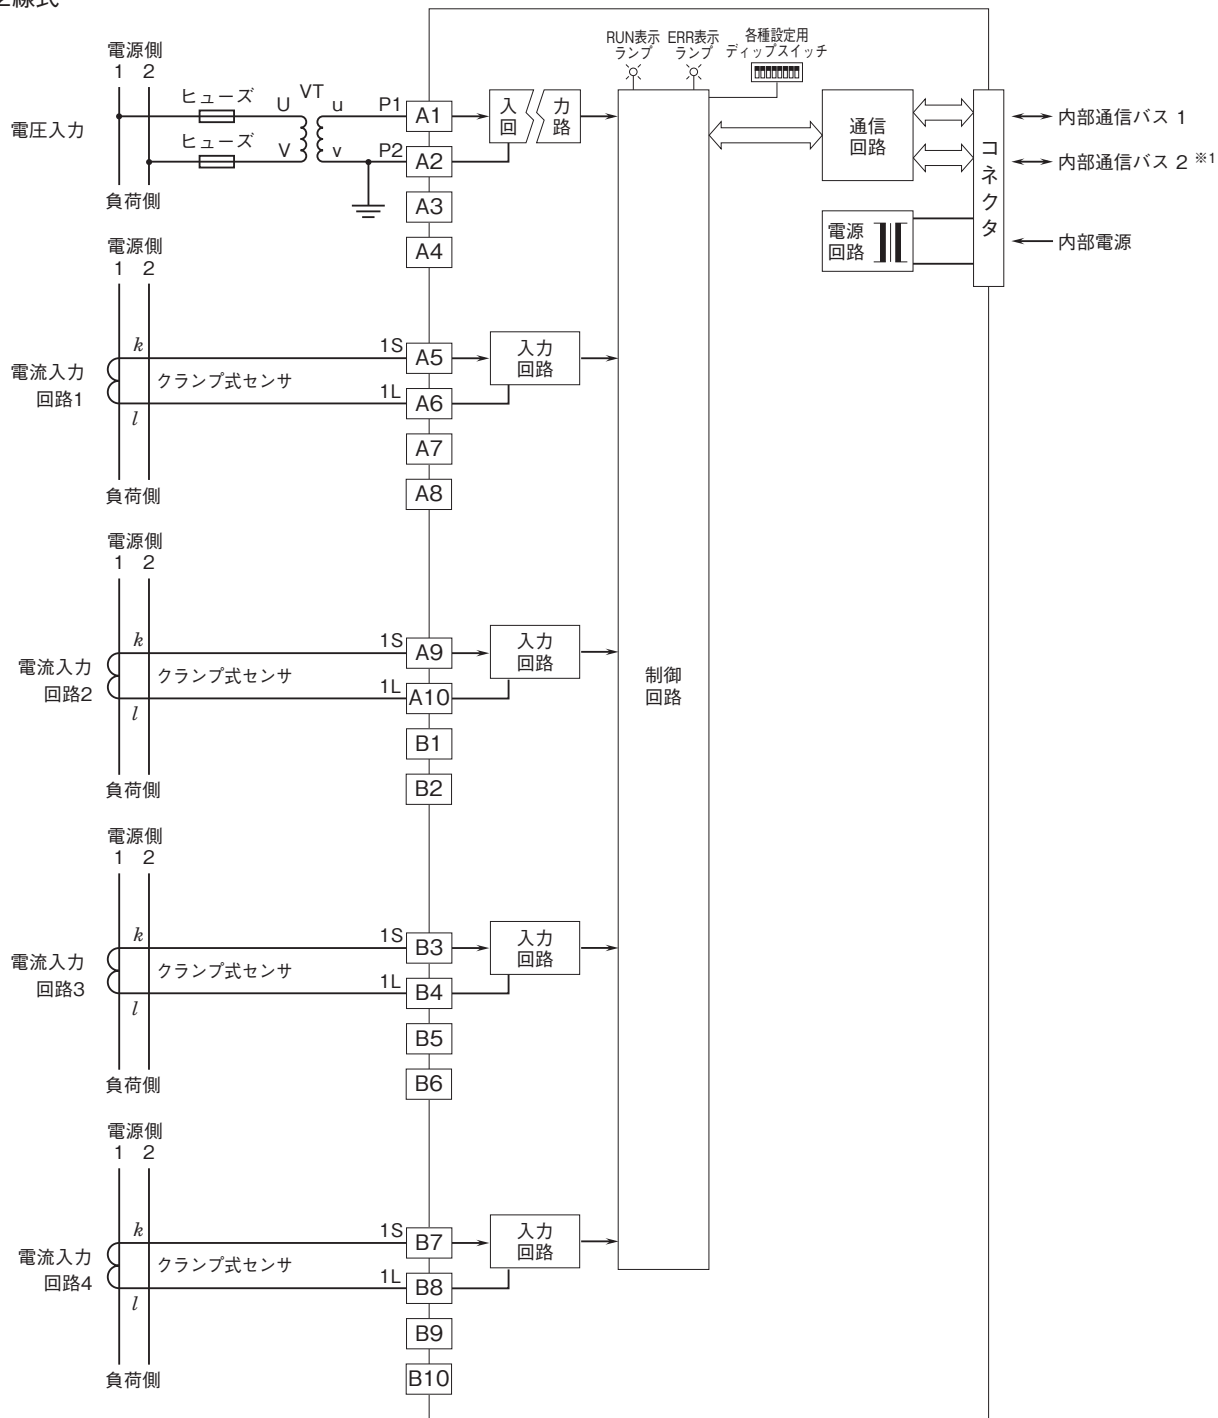 線式
電源側
1 2
電圧入力
ヒューズ
ヒューズ
U VT u
V v
P1
P2
負荷側
A1
A2
A3
A4
入 力
回 路
RUN表示
ランプ
ERR表示
ランプ
各種設定用
ディップスイッチ
通信
回路
コネクタ
内部通信バス 1
内部通信バス 2 ※1
電源
回路
内部電源
電源側
1 2
電流入力
回路1
k
l
クランプ式センサ
1S
1L
負荷側
A5
A6
A7
A8
入力
回路
電源側
1 2
電流入力
回路2
k
l
クランプ式センサ
1S
1L
負荷側
A9
A10
B1
B2
入力
回路
制御
回路
電源側
1 2
電流入力
回路3
k
l
クランプ式センサ
1S
1L
負荷側
B3
B4
B5
B6
入力
回路
電源側
1 2
電流入力
回路4
k
l
クランプ式センサ
1S
1L
負荷側
B7
B8
B9
B10
入力
回路